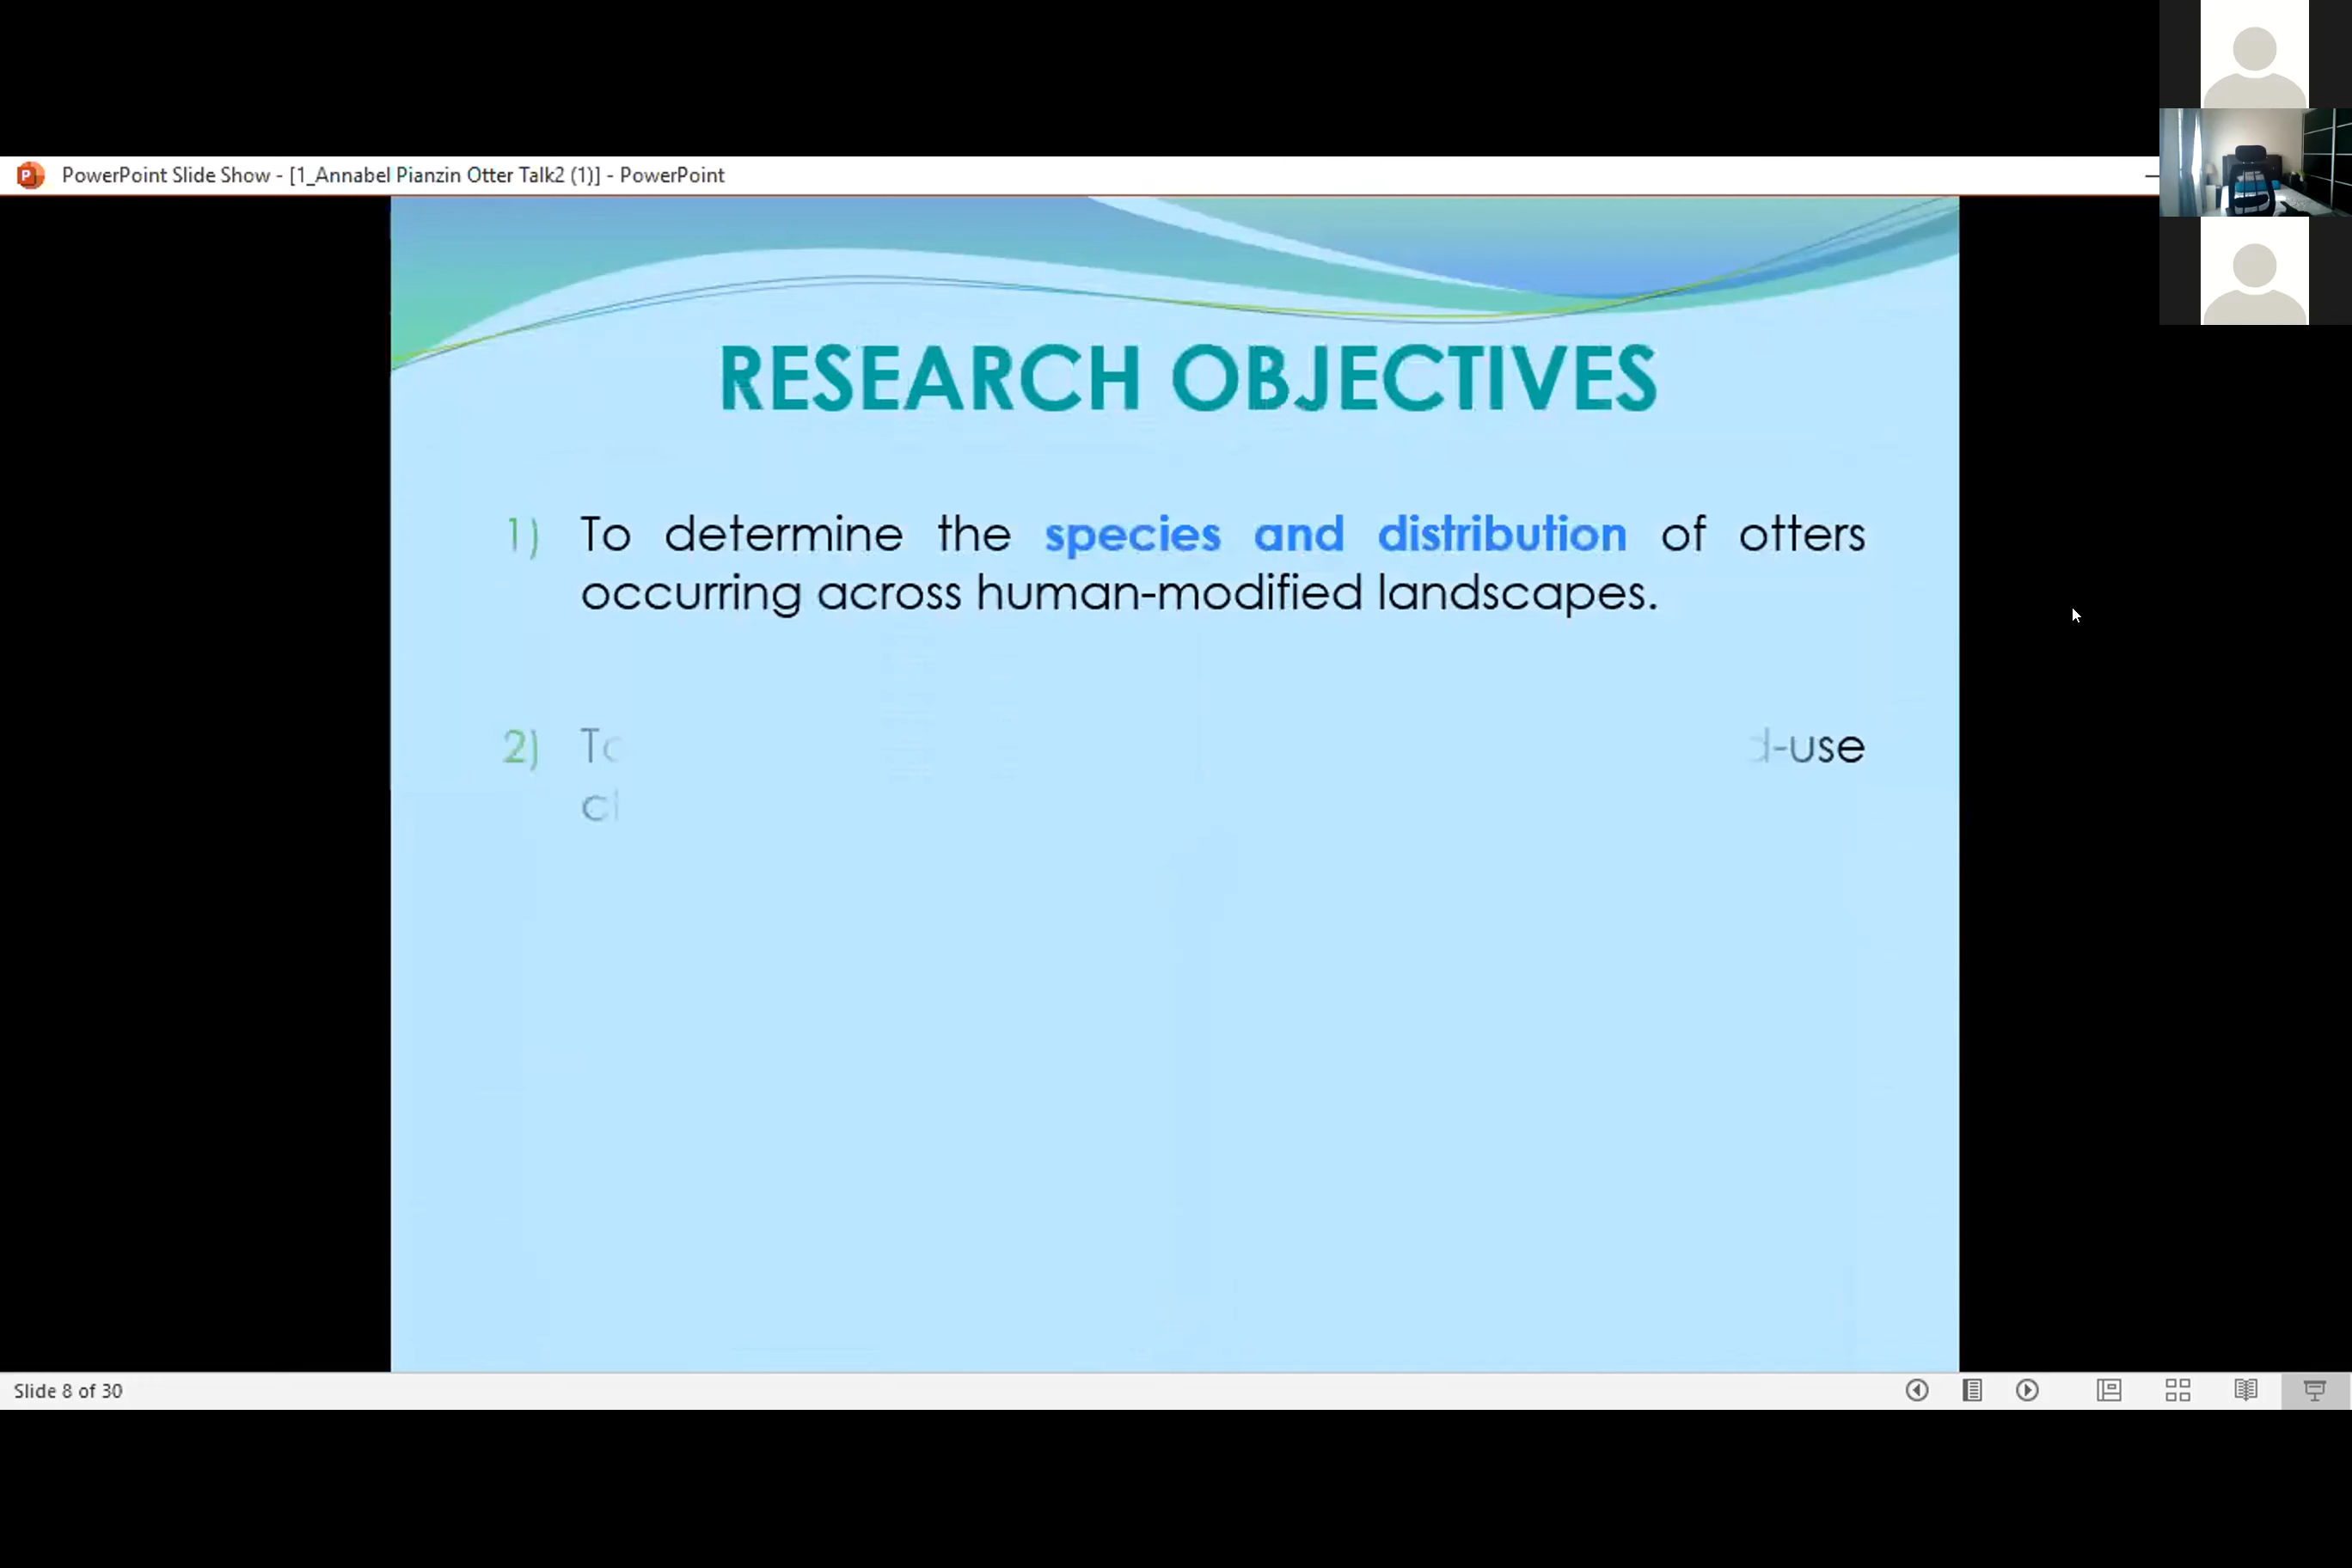 PowerPoint Slide Show - [1_Annabel Pianzin Otter Talk2 (1)] - PowerPoint
RESEARCH OBJECTIVES
1) To determine the species and distribution of otters
occurring across human-modified landscapes.
2) To -use
Slide 8 of 30